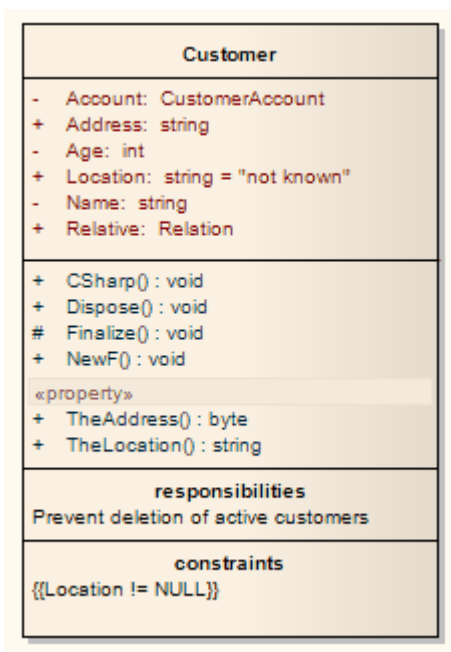 Customer
- Account: CustomerAccount
+ Address: string
- Age: int
+ Location: string = "not known"
- Name: string
+ Relative: Relation
+ CSharp() : void
+ Dispose() : void
# Finalize() : void
+ NewF() : void
«property»
+ TheAddress() : byte
+ TheLocation() : string
responsibilities
Prevent deletion of active customers
constraints
{{Location != NULL}}